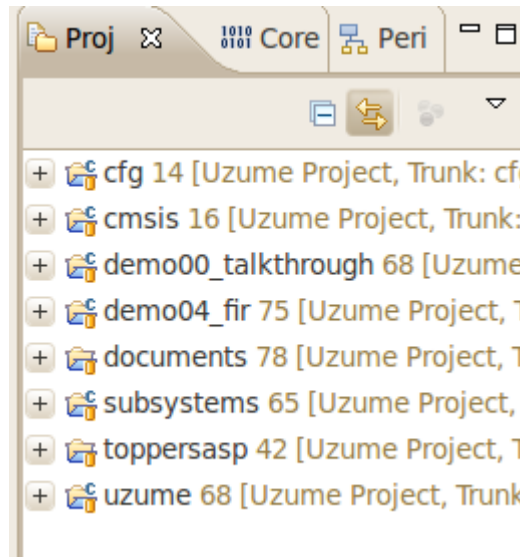 Proj Core Peri
cfg 14 [Uzume Project, Trunk: cf
cmsis 16 [Uzume Project, Trunk:
demo00_talkthrough 68 [Uzume
demo04_fir 75 [Uzume Project, T
documents 78 [Uzume Project, T
subsystems 65 [Uzume Project,
toppersasp 42 [Uzume Project, T
uzume 68 [Uzume Project, Trunk